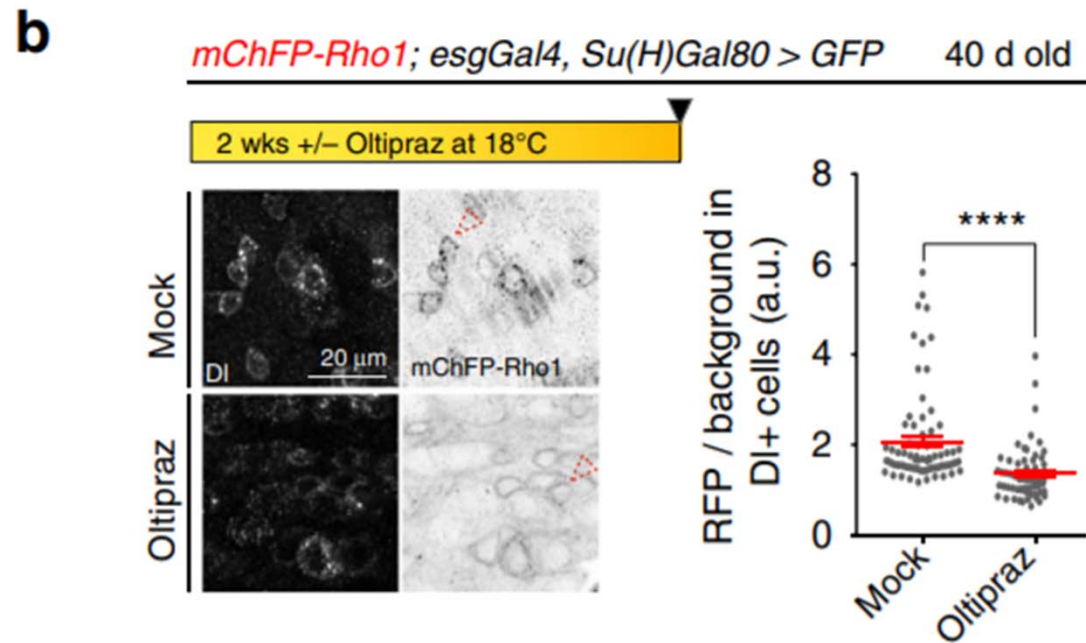 b
mChFP-Rho1; esgGal4, Su(H)Gal80 > GFP 40 d old
2 wks +/– Oltipraz at 18°C
Mock
Dl
20 µm
mChFP-Rho1
Oltipraz
RFP / background in
Dl+ cells (a.u.)
8
6
4
2
0
****
Mock
Oltipraz